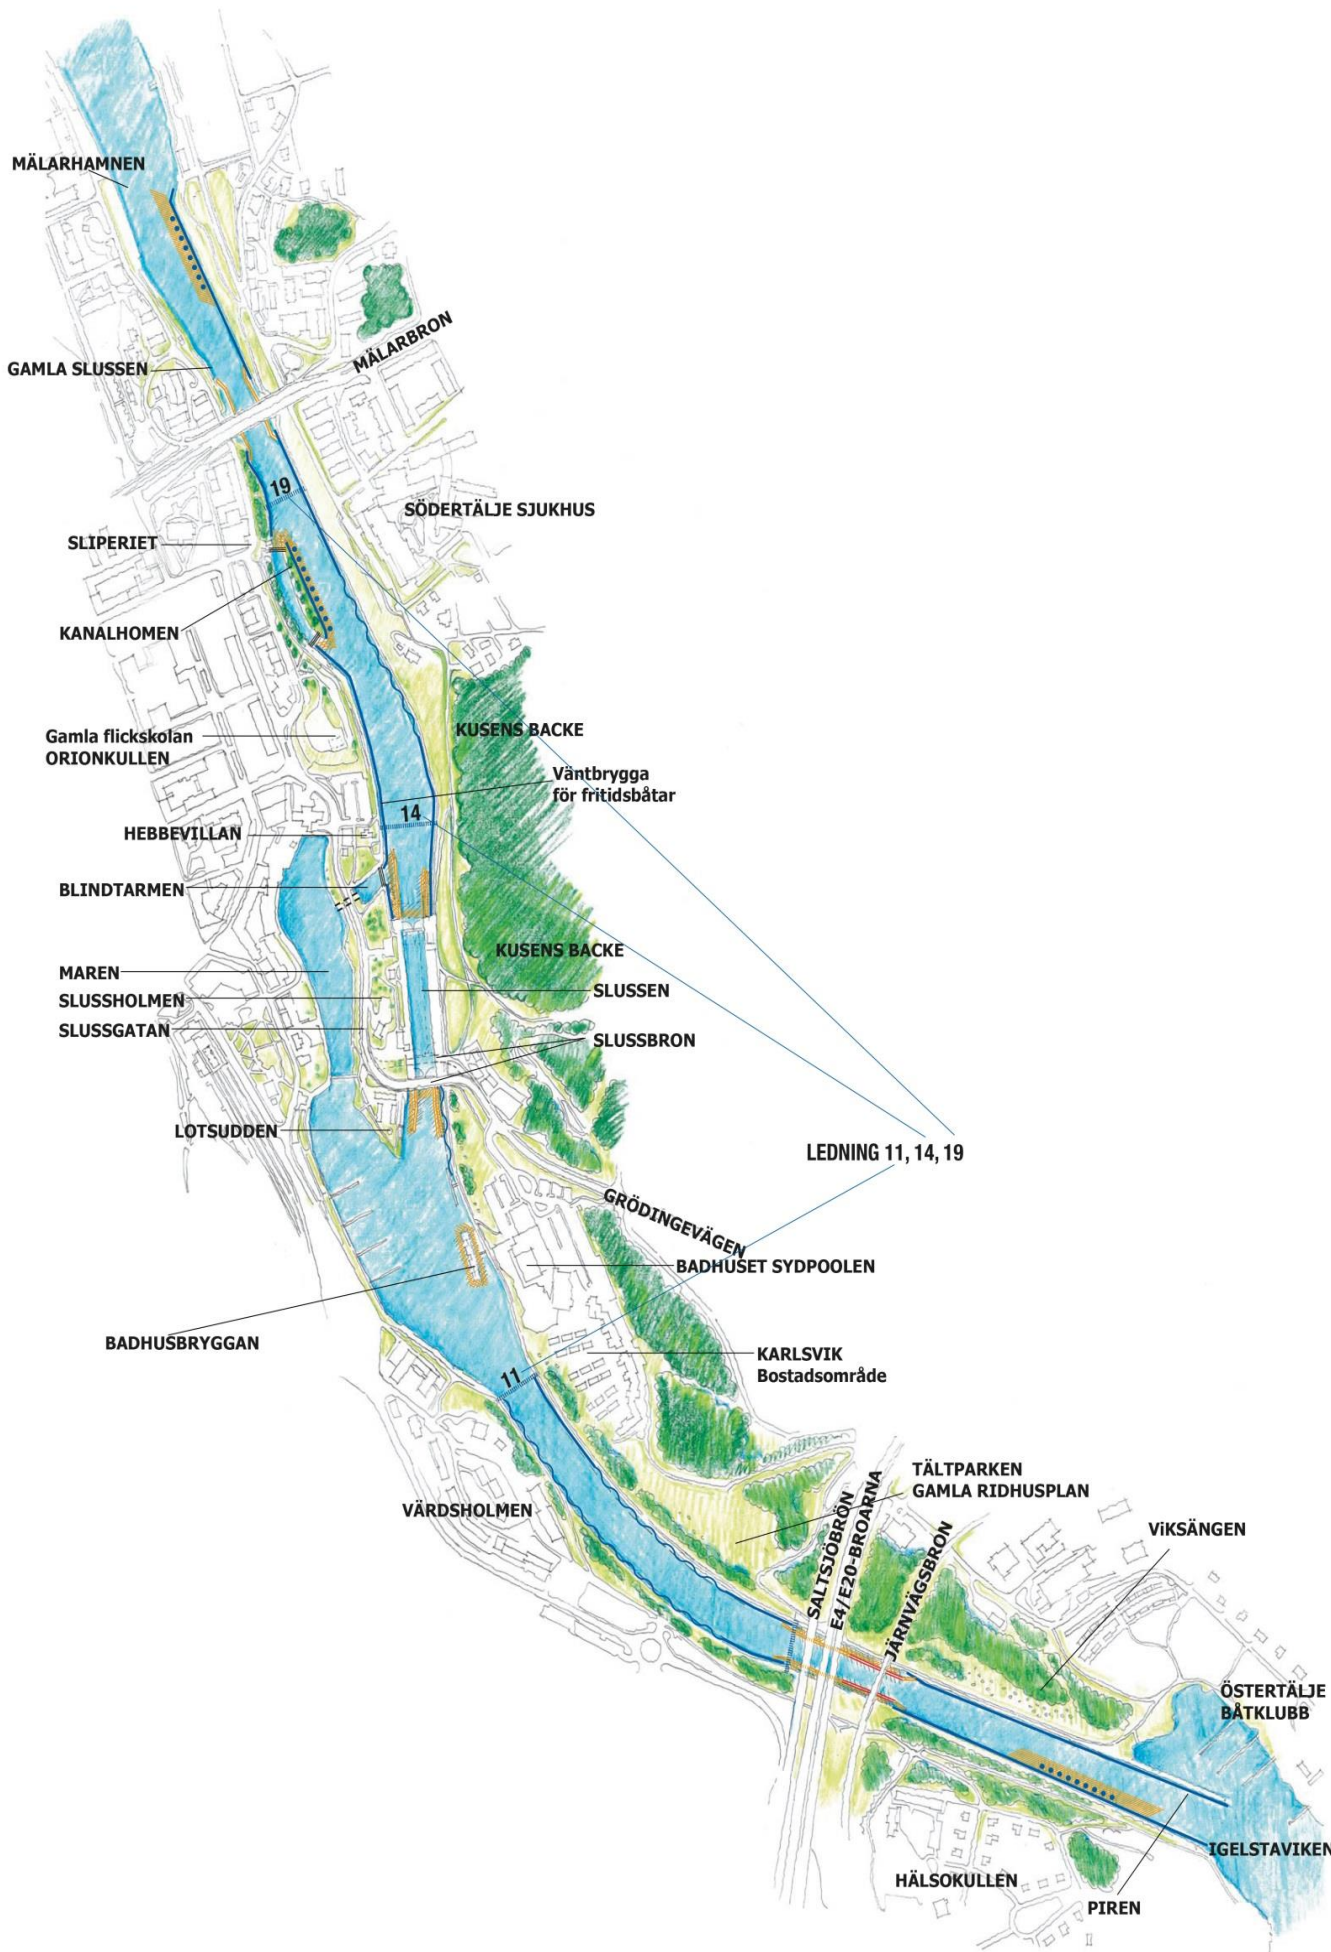 MÄLARHAMNEN
GAMLA SLUSSEN
MÄLARBRON
19
SÖDERTÄLJE SJUKHUS
SLIPERIET
KANALHOMEN
Gamla flickskolan
ORIONKULLEN
KUSENS BACKE
Väntbrygga
för fritidsbåtar
14
HEBBEVILLAN
BLINDTARMEN
KUSENS BACKE
MAREN
SLUSSEN
SLUSSHOLMEN
SLUSSGATAN
SLUSSBRON
LOTSUDDEN
LEDNING 11, 14, 19
GRÖDINGEVÄGEN
BADHUSET SYDPOOLEN
BADHUSBRYGGAN
KARLSVIK
Bostadsområde
11
VÄRDSHOLMEN
TÄLTPARKEN
GAMLA RIDHUSPLAN
SALTSJÖBRÖN
E4/E20-BROARNA
JÄRNVÄGSBRON
ViKSÄNGEN
ÖSTERTÄLJE
BÅTKLUBB
IGELSTAVIKEN
HÄLSOKULLEN
PIREN